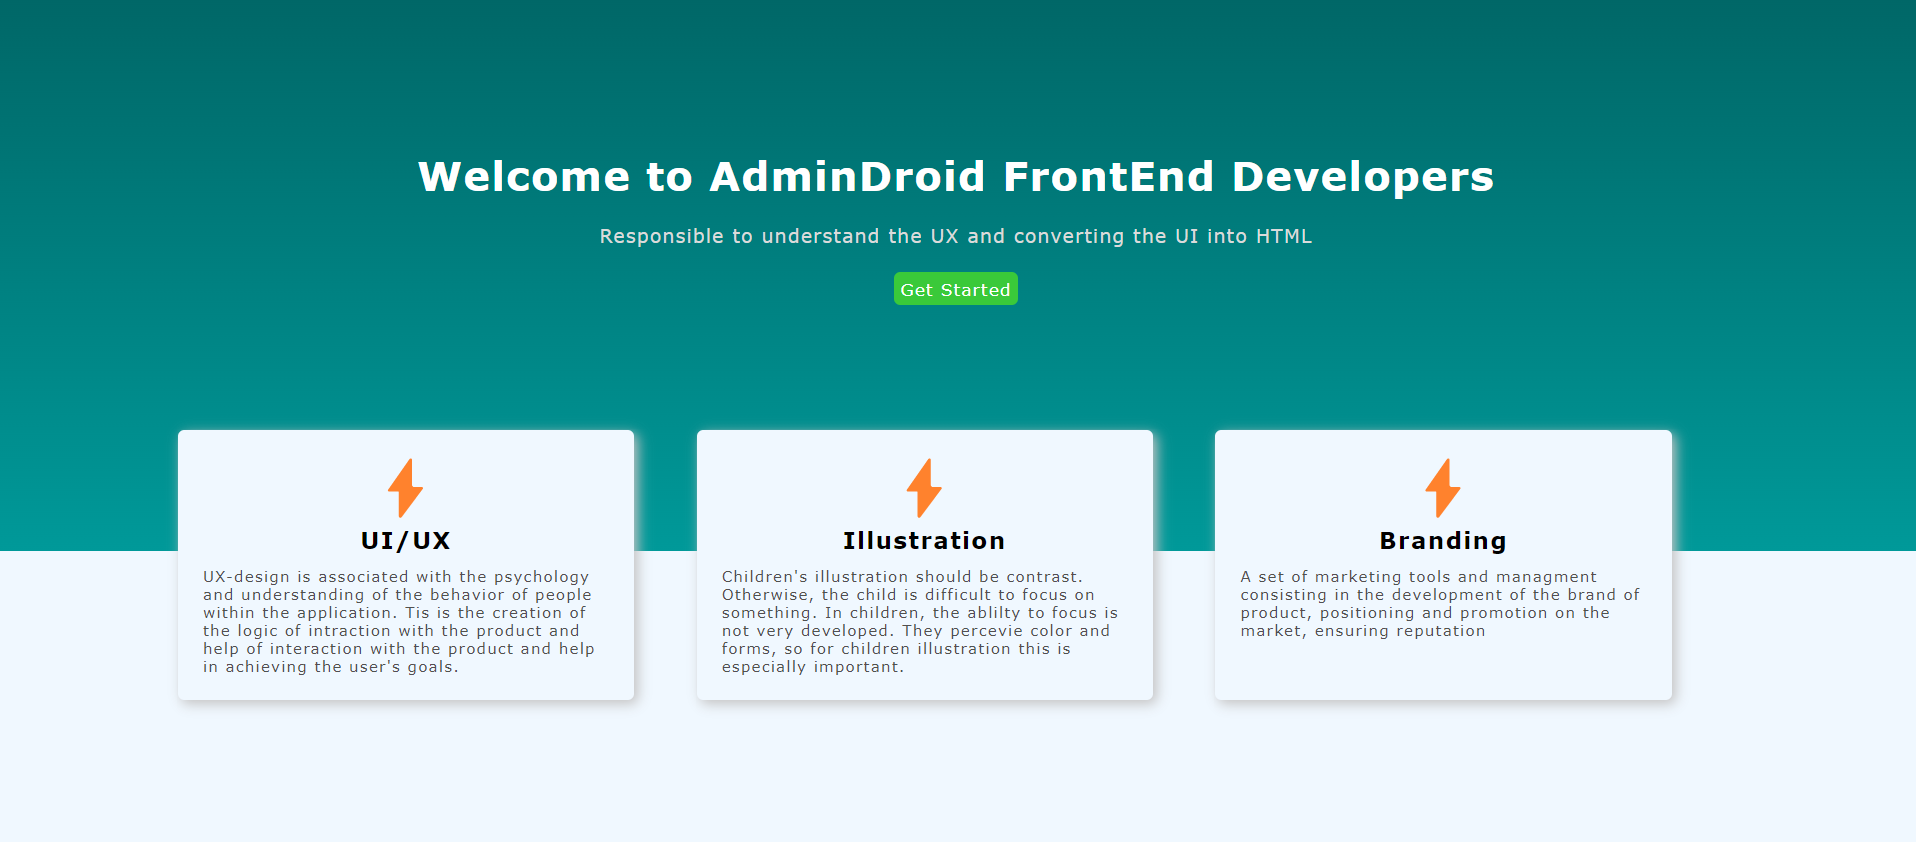 Welcome to AdminDroid FrontEnd Developers
Responsible to understand the UX and converting the UI into HTML
Get Started
UI/UX
UX-design is associated with the psychology
and understanding of the behavior of people
within the application. Tis is the creation of
the logic of intraction with the product and
help of interaction with the product and help
in achieving the user's goals.
Illustration
Children's illustration should be contrast.
Otherwise, the child is difficult to focus on
something. In children, the ablilty to focus is
not very developed. They percevie color and
forms, so for children illustration this is
especially important.
Branding
A set of marketing tools and managment
consisting in the development of the brand of
product, positioning and promotion on the
market, ensuring reputation